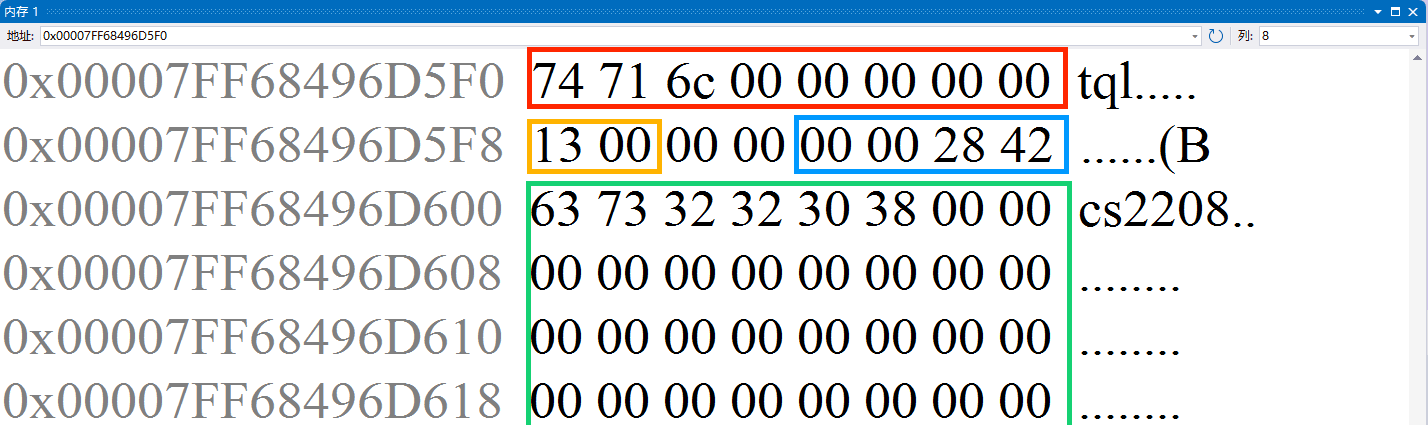 内存 1
地址: 0x00007FF68496D5F0 列: 8
0x00007FF68496D5F0 74 71 6c 00 00 00 00 00 tql.....
0x00007FF68496D5F8 13 00 00 00 00 00 28 42 ......(B
0x00007FF68496D600 63 73 32 32 30 38 00 00 cs2208..
0x00007FF68496D608 00 00 00 00 00 00 00 00 ........
0x00007FF68496D610 00 00 00 00 00 00 00 00 ........
0x00007FF68496D618 00 00 00 00 00 00 00 00 ........